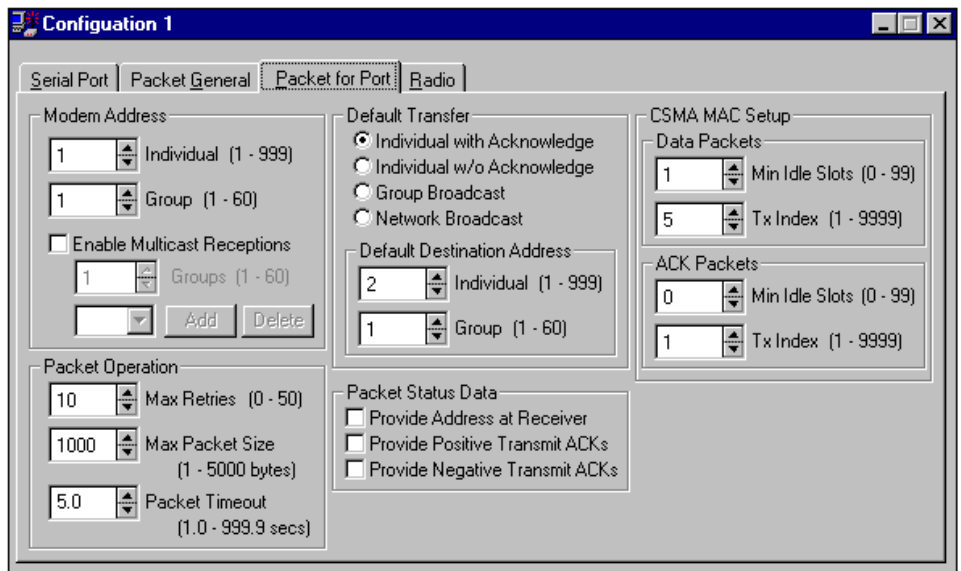 Configuation 1
Serial Port Packet General Packet for Port Radio
Modem Address
1 Individual (1 - 999)
1 Group (1 - 60)
Enable Multicast Receptions
1 Groups (1 - 60)
Add Delete
Packet Operation
10 Max Retries (0 - 50)
1000 Max Packet Size
(1 - 5000 bytes)
5.0 Packet Timeout
(1.0 - 999.9 secs)
Default Transfer
Individual with Acknowledge
Individual w/o Acknowledge
Group Broadcast
Network Broadcast
Default Destination Address
2 Individual (1 - 999)
1 Group (1 - 60)
Packet Status Data
Provide Address at Receiver
Provide Positive Transmit ACKs
Provide Negative Transmit ACKs
CSMA MAC Setup
Data Packets
1 Min Idle Slots (0 - 99)
5 Tx Index (1 - 9999)
ACK Packets
0 Min Idle Slots (0 - 99)
1 Tx Index (1 - 9999)